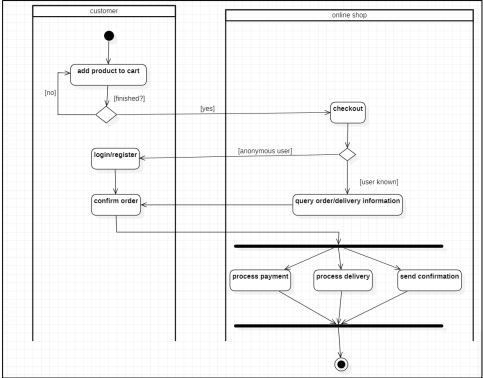 customer
online shop
add product to cart
[no]
[finished?]
[yes]
checkout
login/register
[anonymous user]
[user known]
confirm order
query order/delivery information
process payment
process delivery
send confirmation